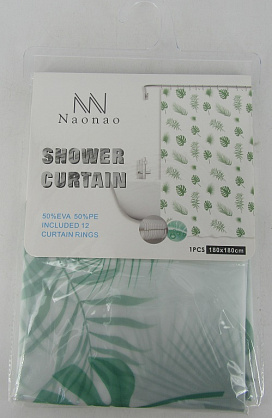 Naonao
SHOWER
CURTAIN
50%EVA 50%PE
INCLUDED 12
CURTAIN RINGS
1PCS 180x180cm